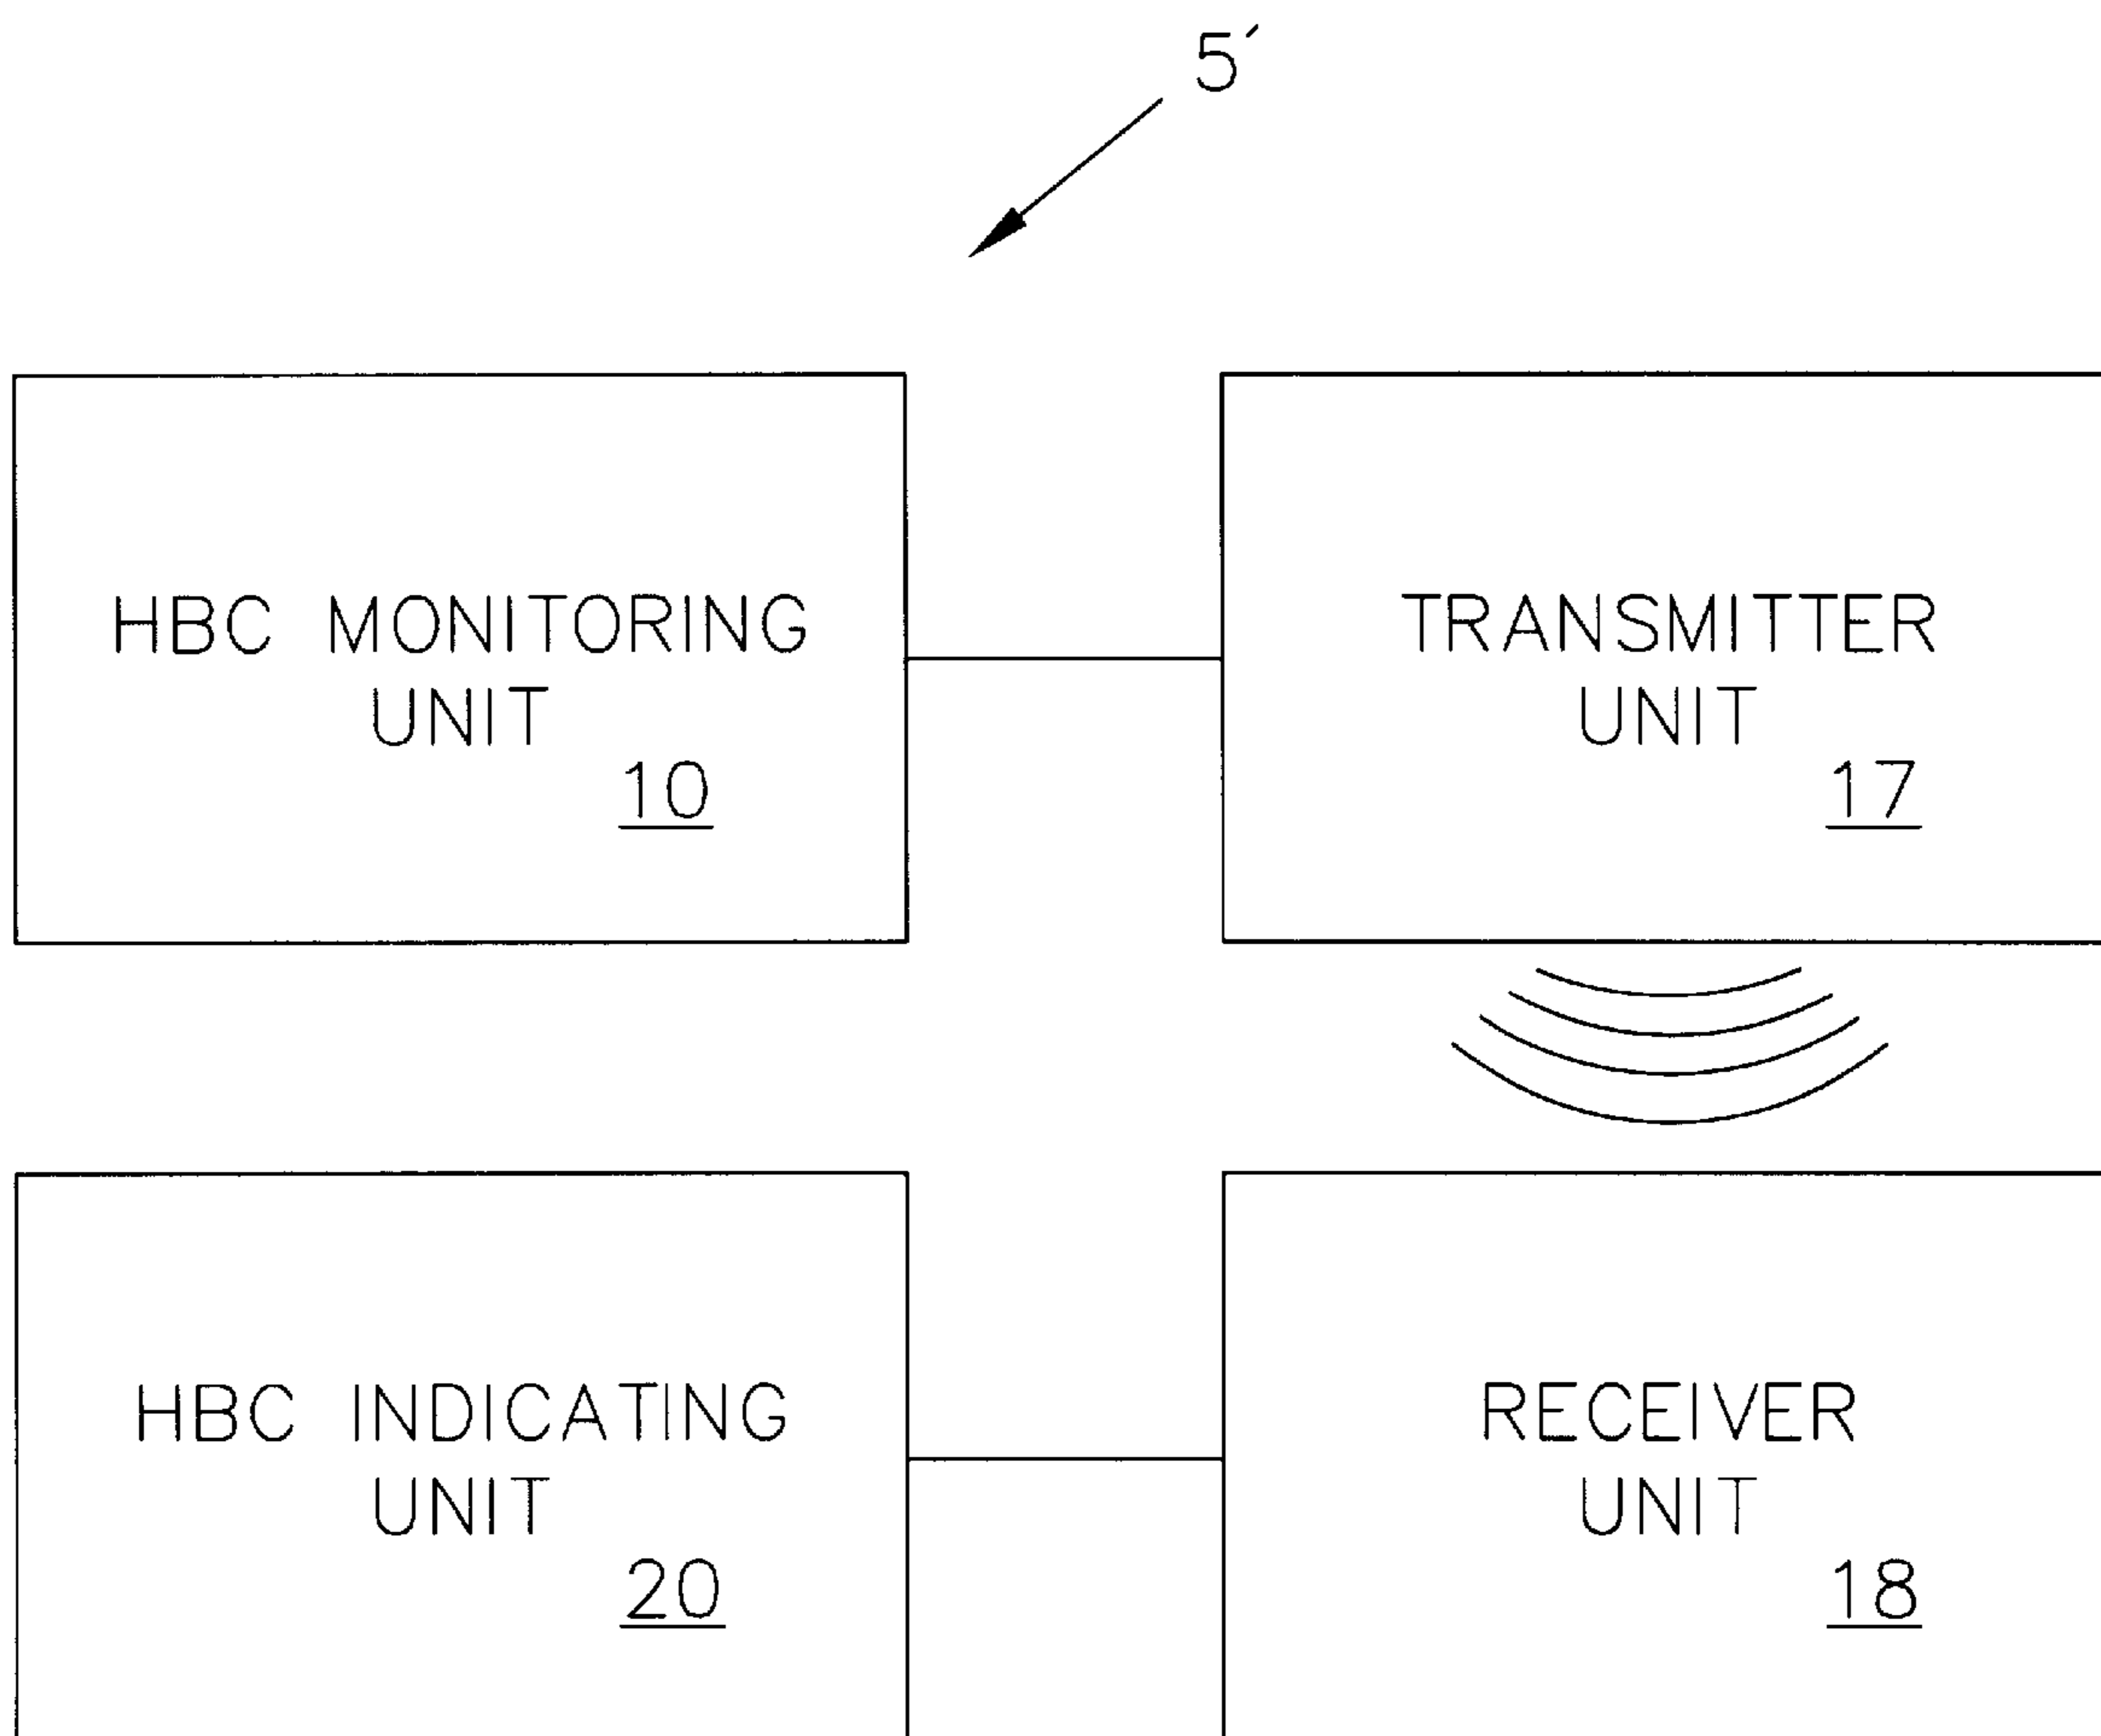 5′
HBC MONITORING
UNIT
10
TRANSMITTER
UNIT
17
HBC INDICATING
UNIT
20
RECEIVER
UNIT
18